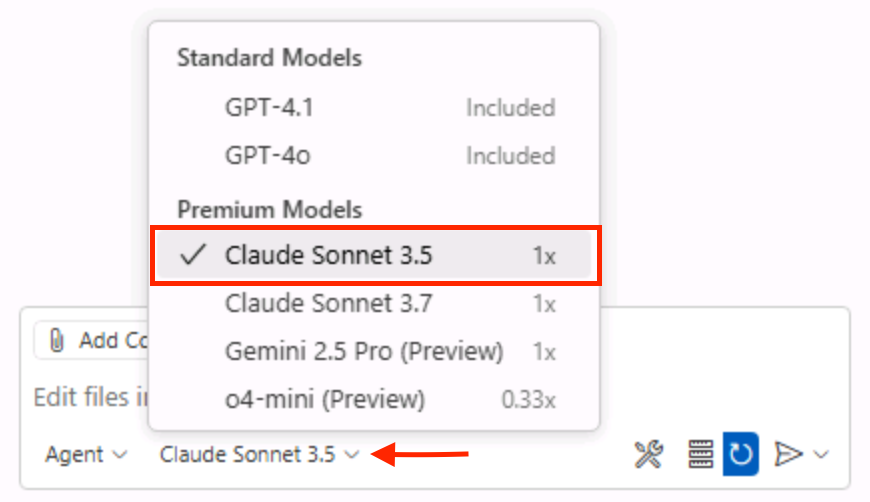 Standard Models
GPT-4.1 Included
GPT-4o Included
Premium Models
Claude Sonnet 3.5 1x
Claude Sonnet 3.7 1x
Gemini 2.5 Pro (Preview) 1x
o4-mini (Preview) 0.33x
Add Co
Edit files i
Agent Claude Sonnet 3.5